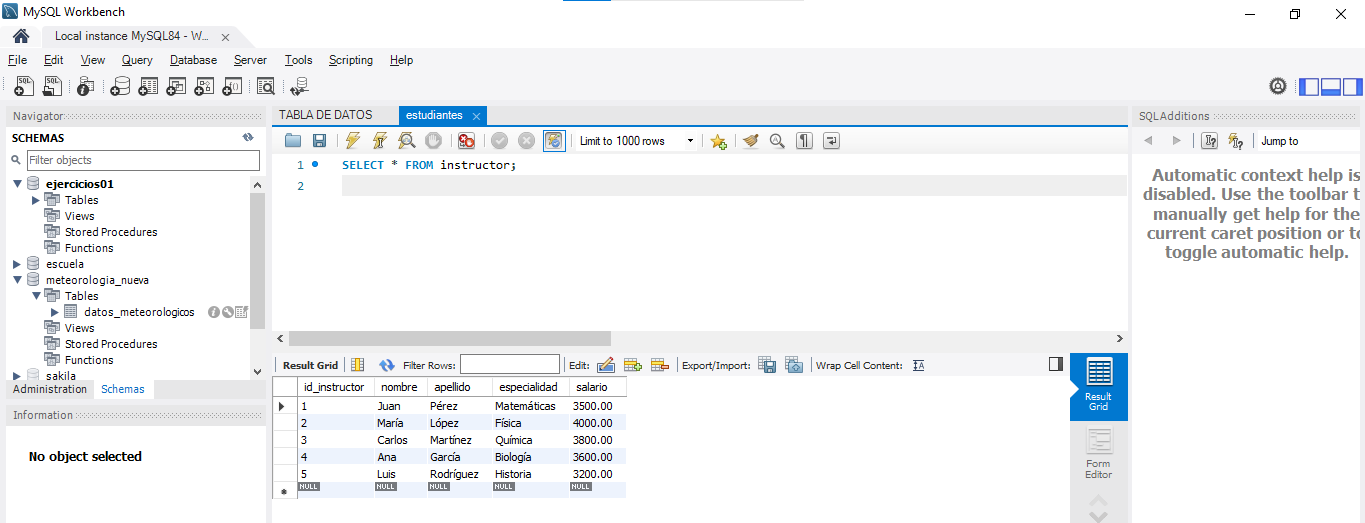 MySQL Workbench
Local instance MySQL84 - W... ×
File Edit View Query Database Server Tools Scripting Help
Navigator
SCHEMAS
Filter objects
ejercicios01
Tables
Views
Stored Procedures
Functions
escuela
meteorologia_nueva
Tables
datos_meteorologicos
Views
Stored Procedures
Functions
sakila
Administration Schemas
Information
No object selected
TABLA DE DATOS estudiantes ×
Limit to 1000 rows
1 SELECT * FROM instructor;
2
Result Grid Filter Rows: Edit: Export/Import: Wrap Cell Content:
id_instructor nombre apellido especialidad salario
1 Juan Pérez Matemáticas 3500.00
2 María López Física 4000.00
3 Carlos Martínez Química 3800.00
4 Ana García Biología 3600.00
5 Luis Rodríguez Historia 3200.00
NULL NULL NULL NULL NULL
Result
Grid
Form
Editor
SQLAdditions
Jump to
Automatic context help is
disabled. Use the toolbar t
manually get help for the
current caret position or to
toggle automatic help.